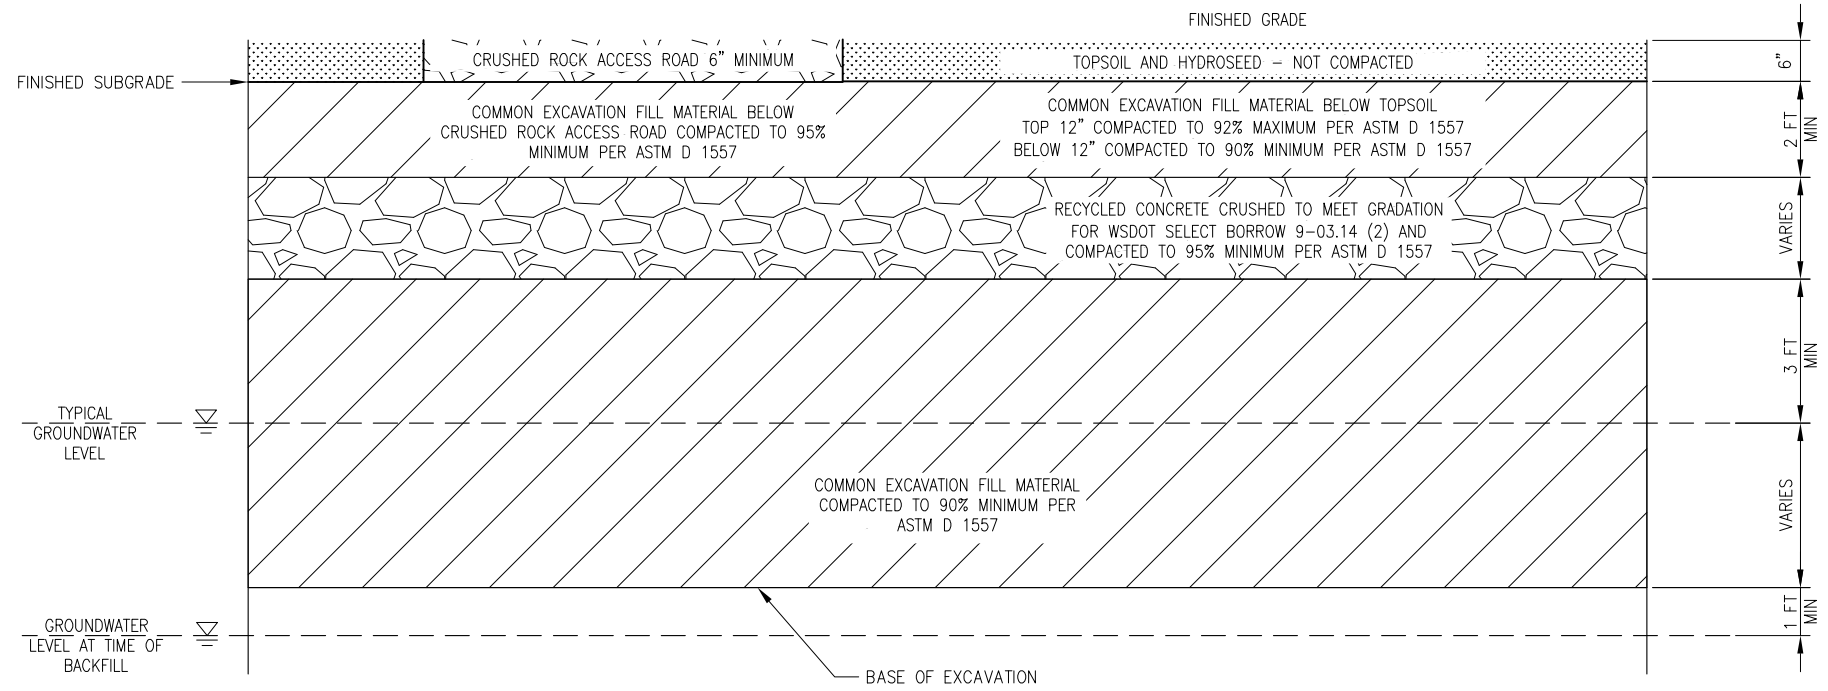 FINISHED GRADE
CRUSHED ROCK ACCESS ROAD 6” MINIMUM
TOPSOIL AND HYDROSEED – NOT COMPACTED
6”
FINISHED SUBGRADE
COMMON EXCAVATION FILL MATERIAL BELOW
CRUSHED ROCK ACCESS ROAD COMPACTED TO 95%
MINIMUM PER ASTM D 1557
COMMON EXCAVATION FILL MATERIAL BELOW TOPSOIL
TOP 12” COMPACTED TO 92% MAXIMUM PER ASTM D 1557
BELOW 12” COMPACTED TO 90% MINIMUM PER ASTM D 1557
2 FT
MIN
RECYCLED CONCRETE CRUSHED TO MEET GRADATION
FOR WSDOT SELECT BORROW 9–03.14 (2) AND
COMPACTED TO 95% MINIMUM PER ASTM D 1557
VARIES
3 FT
MIN
TYPICAL
GROUNDWATER
LEVEL
COMMON EXCAVATION FILL MATERIAL
COMPACTED TO 90% MINIMUM PER
ASTM D 1557
VARIES
1 FT
MIN
GROUNDWATER
LEVEL AT TIME OF
BACKFILL
BASE OF EXCAVATION